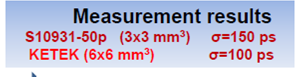 Measurement results
S10931-50p (3x3 mm³) σ=150 ps
KETEK (6x6 mm³) σ=100 ps